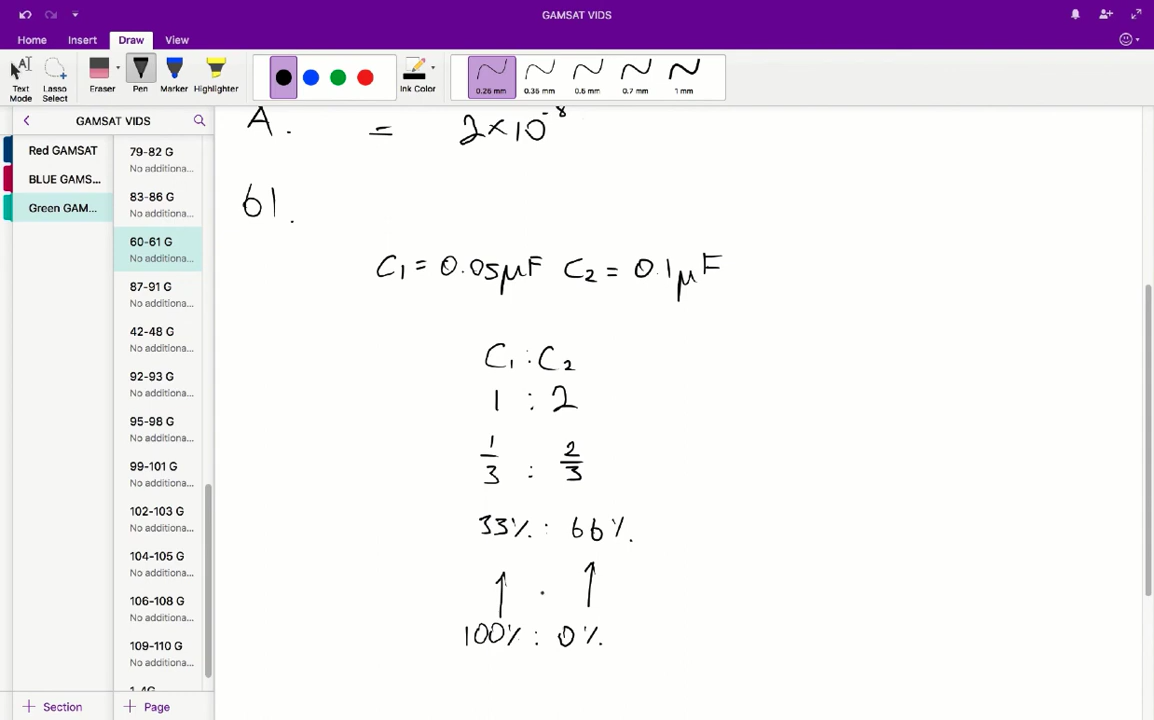 GAMSAT VIDS
Home Insert Draw View
Text Mode
Lasso Select
Eraser
Pen
Marker
Highlighter
Ink Color
0.25 mm
0.35 mm
0.5 mm
0.7 mm
1 mm
GAMSAT VIDS
Red GAMSAT
BLUE GAMS...
Green GAM...
79-82 G
No additiona...
83-86 G
No additiona...
60-61 G
No additiona...
87-91 G
No additiona...
42-48 G
No additiona...
92-93 G
No additiona...
95-98 G
No additiona...
99-101 G
No additiona...
102-103 G
No additiona...
104-105 G
No additiona...
106-108 G
No additiona...
109-110 G
No additiona...
+ Section
+ Page
A. = 2×10⁻⁸
61.
C₁ = 0.05μF C₂ = 0.1μF
C₁ : C₂
1 : 2
1/3 : 2/3
33% : 66%.
↑ . ↑
100% : 0%.